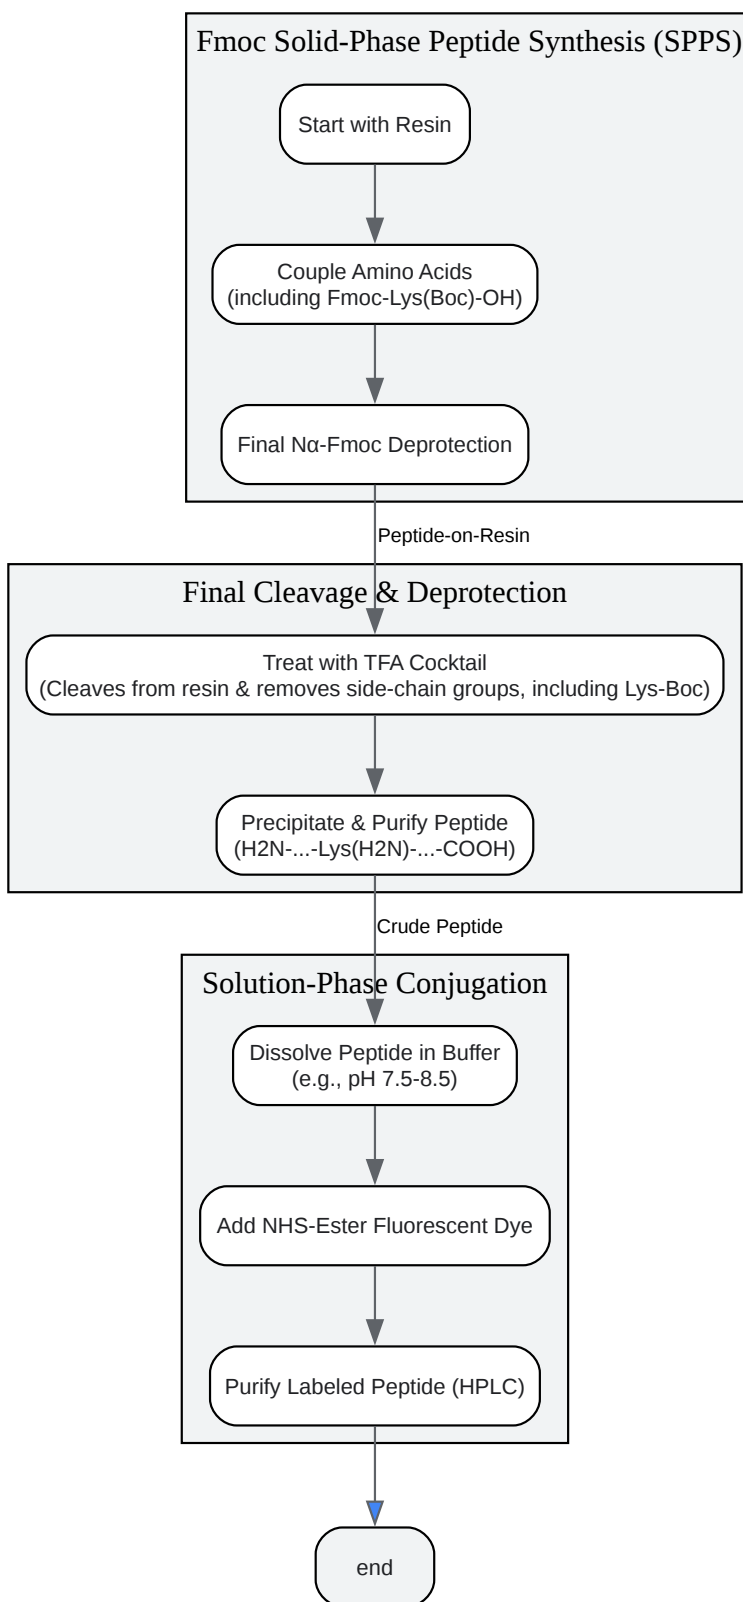 Fmoc Solid-Phase Peptide Synthesis (SPPS)
Start with Resin
Couple Amino Acids
(including Fmoc-Lys(Boc)-OH)
Final Nα-Fmoc Deprotection
Peptide-on-Resin
Final Cleavage & Deprotection
Treat with TFA Cocktail
(Cleaves from resin & removes side-chain groups, including Lys-Boc)
Precipitate & Purify Peptide
(H2N-...-Lys(H2N)-...-COOH)
Crude Peptide
Solution-Phase Conjugation
Dissolve Peptide in Buffer
(e.g., pH 7.5-8.5)
Add NHS-Ester Fluorescent Dye
Purify Labeled Peptide (HPLC)
end